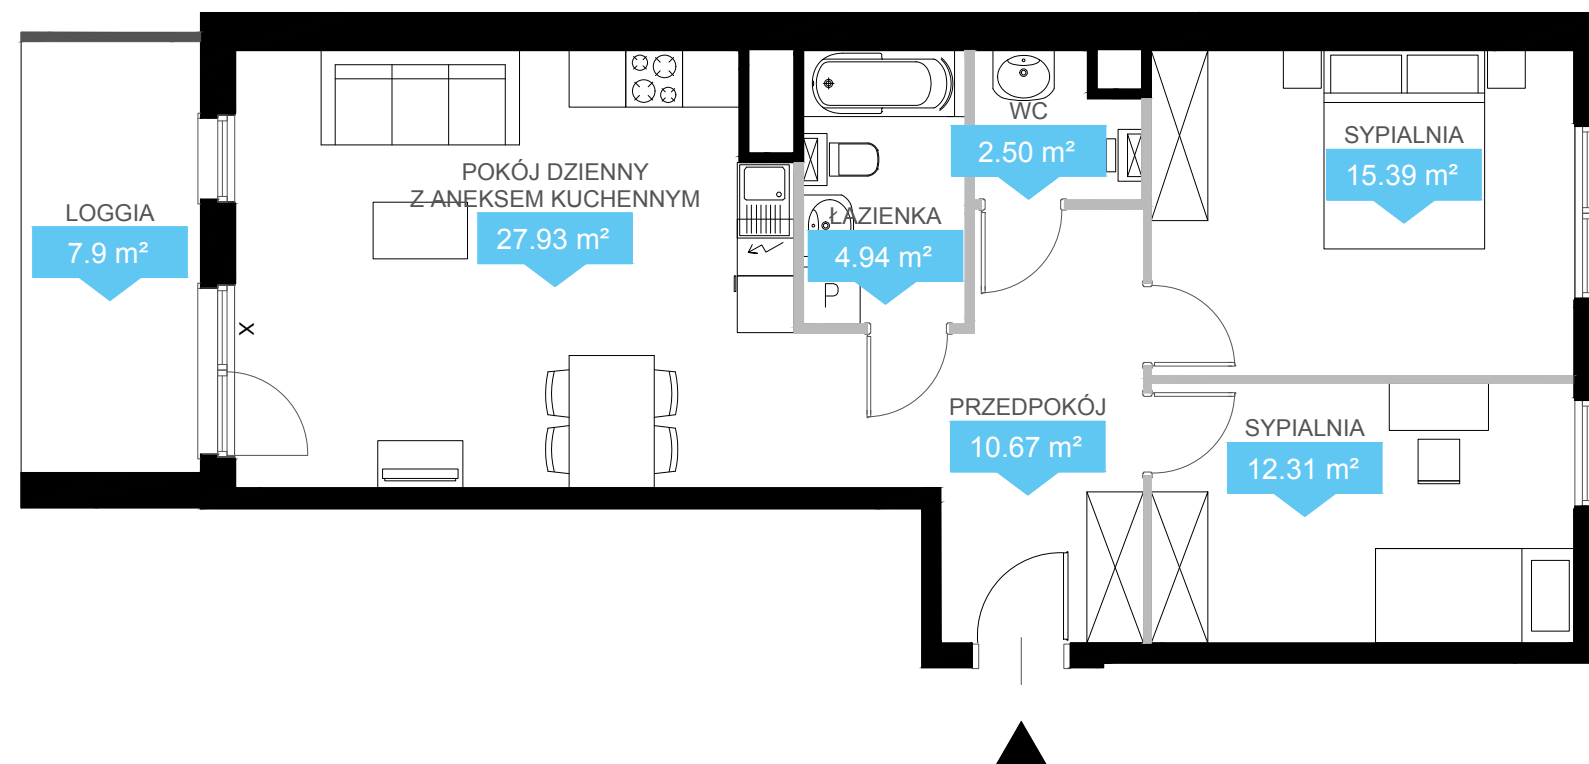 LOGGIA
7.9 m²
POKÓJ DZIENNY
Z ANEKSEM KUCHENNYM
27.93 m²
X
ŁAZIENKA
4.94 m²
P
WC
2.50 m²
PRZEDPOKÓJ
10.67 m²
SYPIALNIA
15.39 m²
SYPIALNIA
12.31 m²